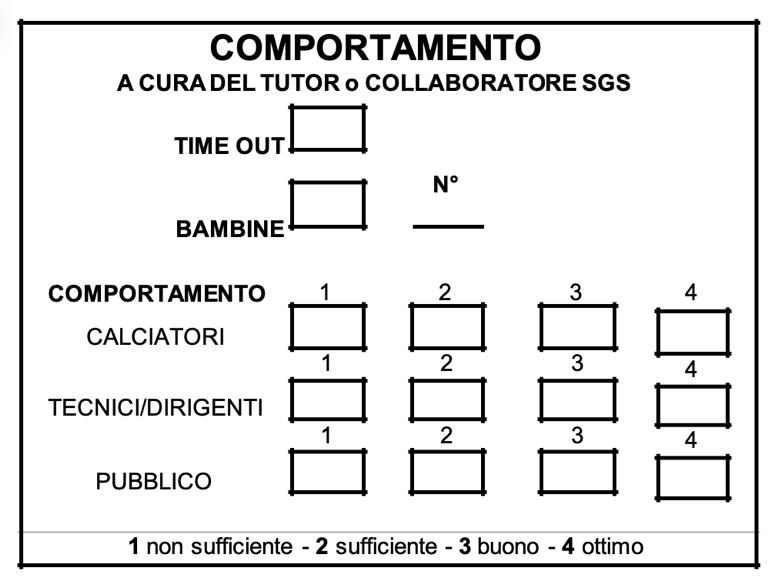 COMPORTAMENTO
A CURA DEL TUTOR o COLLABORATORE SGS
TIME OUT
N°
BAMBINE
COMPORTAMENTO 1 2 3 4
CALCIATORI
1 2 3 4
TECNICI/DIRIGENTI
1 2 3 4
PUBBLICO
1 non sufficiente - 2 sufficiente - 3 buono - 4 ottimo